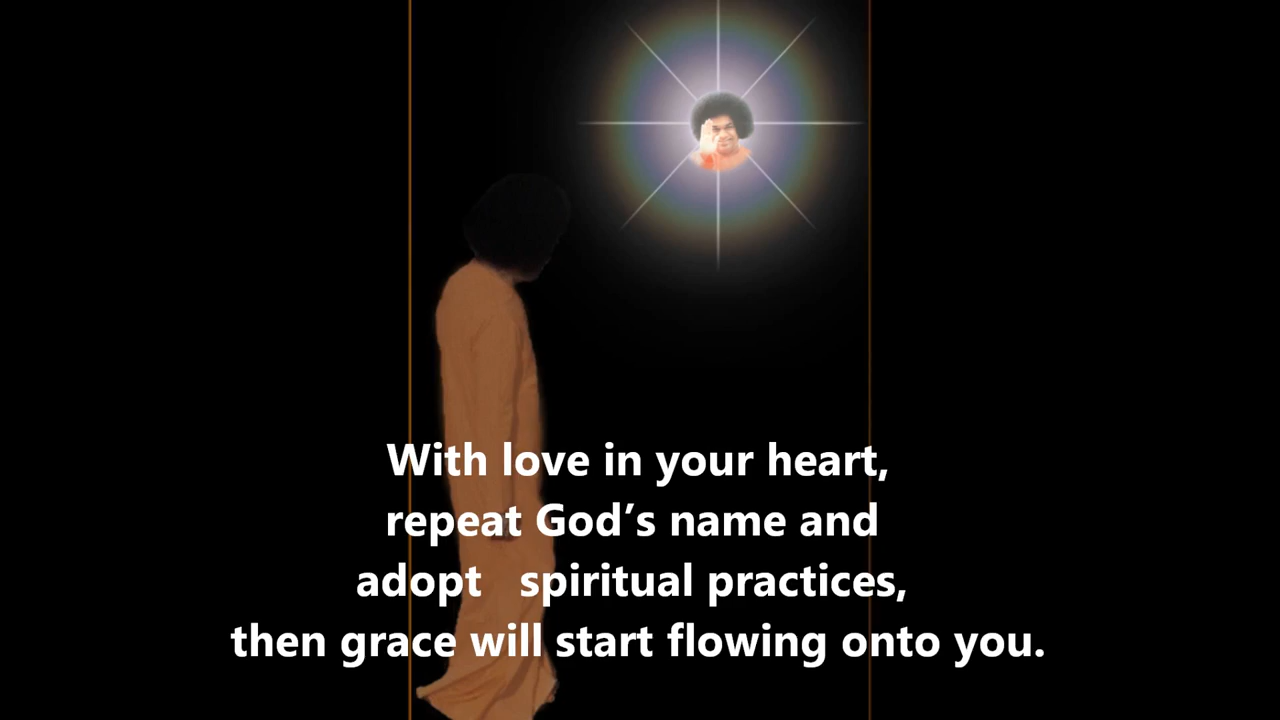 With love in your heart,
repeat God’s name and
adopt   spiritual practices,
then grace will start flowing onto you.